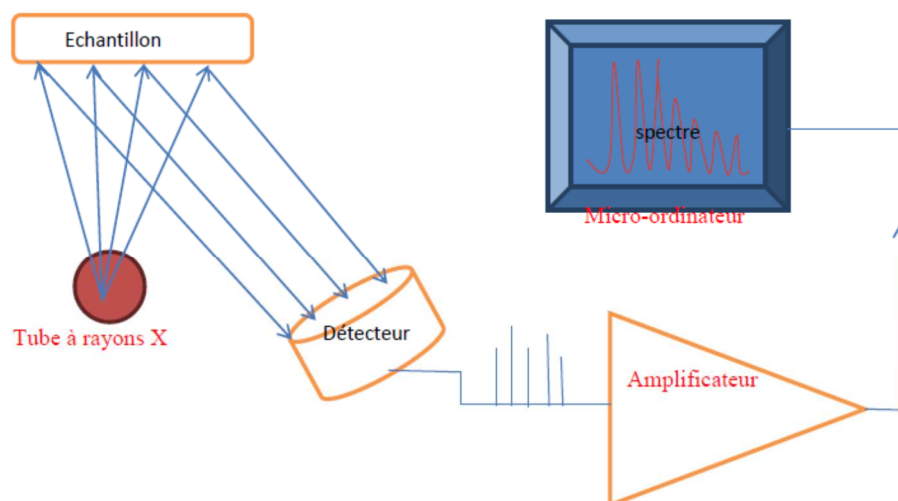 Echantillon
spectre
Micro-ordinateur
Tube à rayons X
Détecteur
Amplificateur